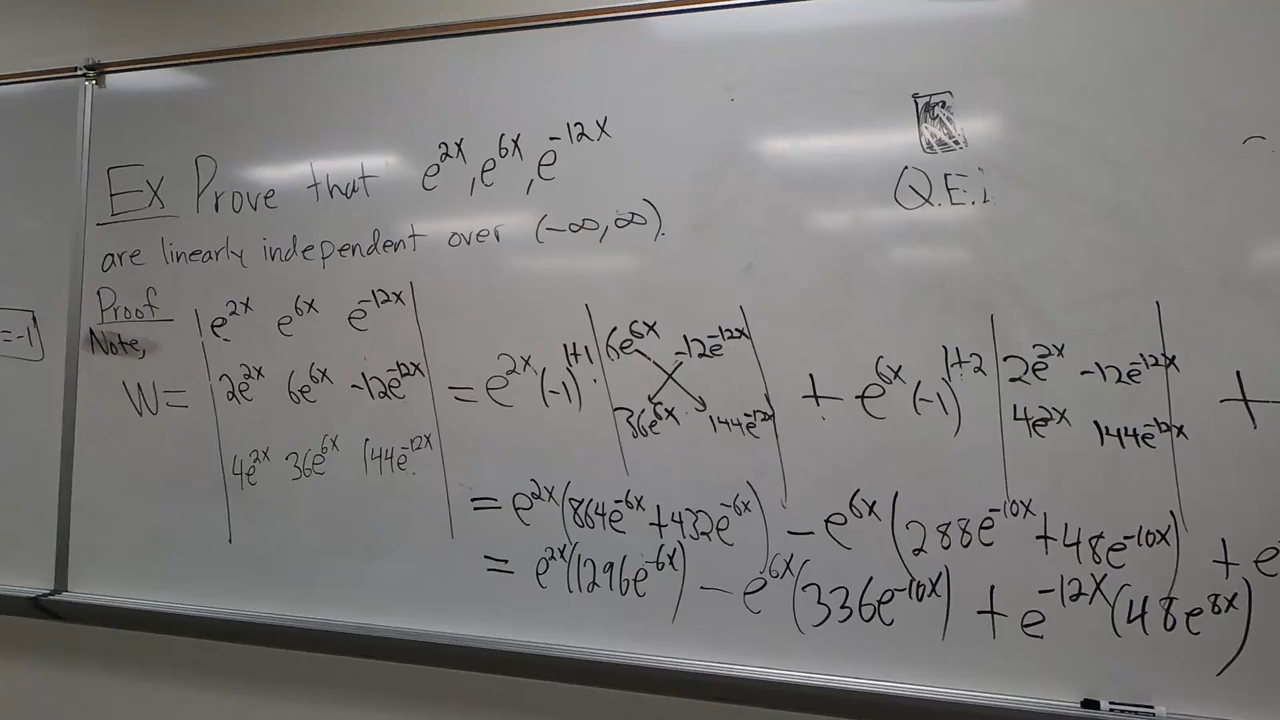 Ex Prove that e^{2x}, e^{6x}, e^{-12x}
are linearly independent over (-∞,∞).
Q.E.i
=-1
Proof
Note,
W= |e^{2x} e^{6x} e^{-12x}|
|2e^{2x} 6e^{6x} -12e^{-12x}|
|4e^{2x} 36e^{6x} 144e^{-12x}|
= e^{2x}(-1)^{1+1} |6e^{6x} -12e^{-12x}|
|36e^{6x} 144e^{-12x}|
+ e^{6x}(-1)^{1+2} |2e^{2x} -12e^{-12x}|
|4e^{2x} 144e^{-12x}| +
= e^{2x}(864e^{-6x}+432e^{-6x}) - e^{6x}(288e^{-10x}+48e^{-10x}) + e
= e^{2x}(1296e^{-6x}) - e^{6x}(336e^{-10x}) + e^{-12x}(48e^{8x})